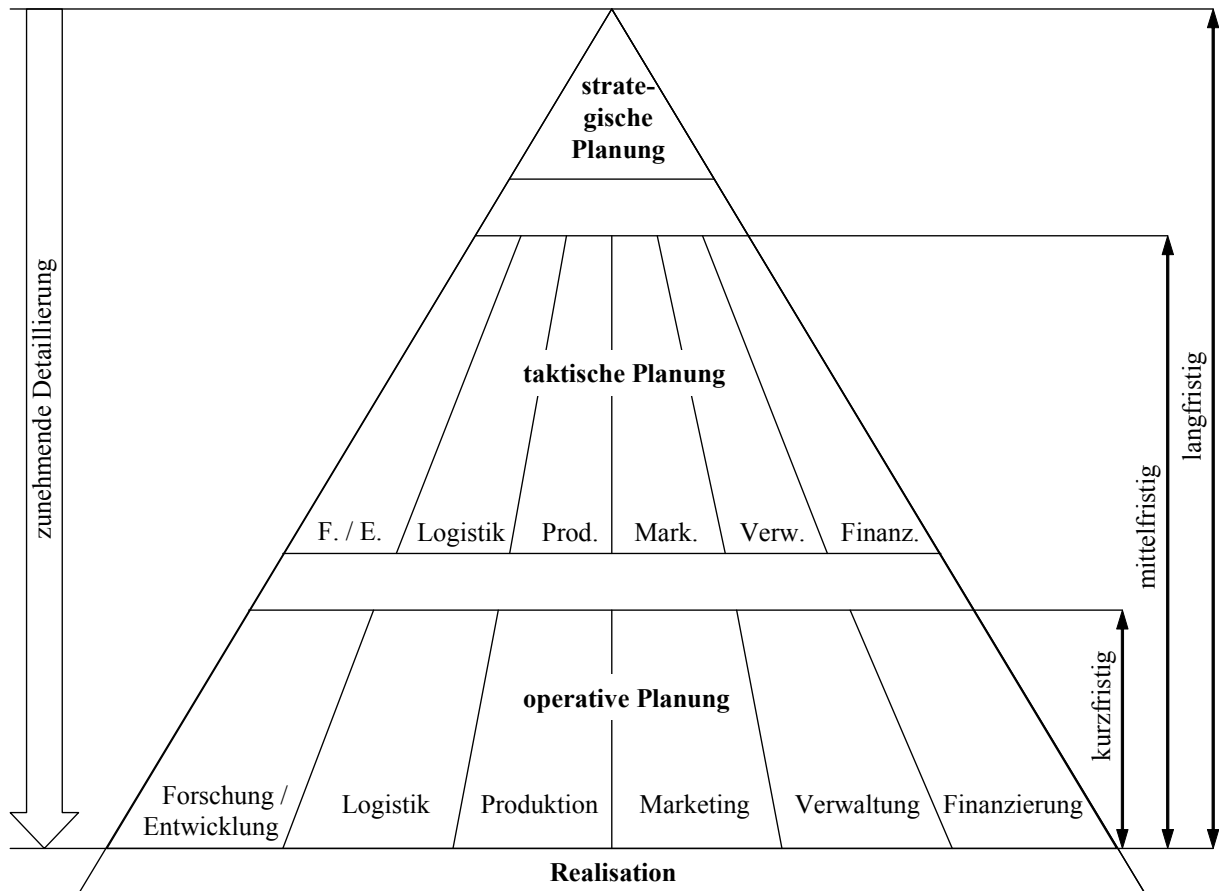 strate-
gische
Planung
zunehmende Detaillierung
langfristig
mittelfristig
taktische Planung
F. / E.
Logistik
Prod.
Mark.
Verw.
Finanz.
kurzfristig
operative Planung
Forschung /
Entwicklung
Logistik
Produktion
Marketing
Verwaltung
Finanzierung
Realisation